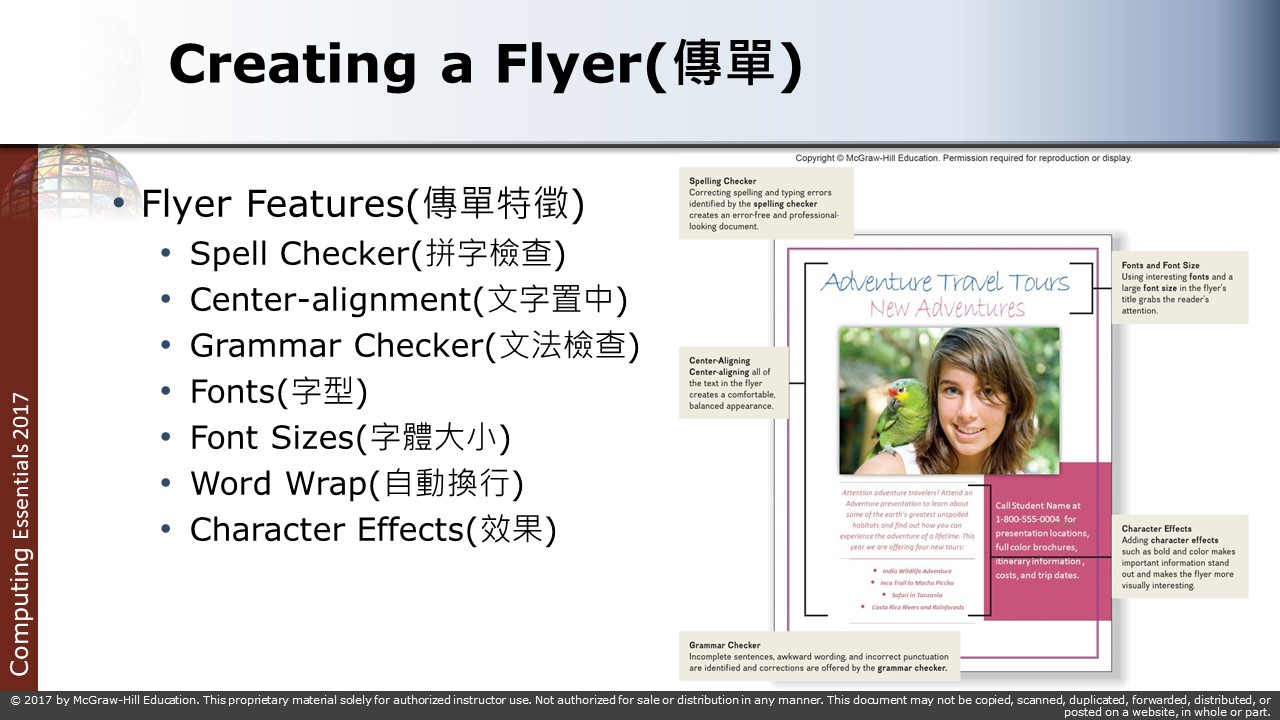 Creating a Flyer(傳單)
Copyright © McGraw-Hill Education. Permission required for reproduction or display.
• Flyer Features(傳單特徵)
• Spell Checker(拼字檢查)
• Center-alignment(文字置中)
• Grammar Checker(文法檢查)
• Fonts(字型)
• Font Sizes(字體大小)
• Word Wrap(自動換行)
• Character Effects(效果)
Spelling Checker
Correcting spelling and typing errors
identified by the spelling checker
creates an error-free and professional-
looking document.
Fonts and Font Size
Using interesting fonts and a
large font size in the flyer's
title grabs the reader's
attention.
Adventure Travel Tours
New Adventures
Center-Aligning
Center-aligning all of
the text in the flyer
creates a comfortable,
balanced appearance.
Attention adventure travelers! Attend an
Adventure presentation to learn about
some of the earth's greatest unspoiled
habitats and find out how you can
experience the adventure of a lifetime. This
year we are offering four new tours:
• India Wildlife Adventure
• Inca Trail to Machu Picchu
• Safari in Tanzania
• Costa Rica Rivers and Rainforests
Call Student Name at
1-800-555-0004 for
presentation locations,
full color brochures,
itinerary information,
costs, and trip dates.
Character Effects
Adding character effects
such as bold and color makes
important information stand
out and makes the flyer more
visually interesting.
Grammar Checker
Incomplete sentences, awkward wording, and incorrect punctuation
are identified and corrections are offered by the grammar checker.
Computing Essentials 2017
© 2017 by McGraw-Hill Education. This proprietary material solely for authorized instructor use. Not authorized for sale or distribution in any manner. This document may not be copied, scanned, duplicated, forwarded, distributed, or
posted on a website, in whole or part.